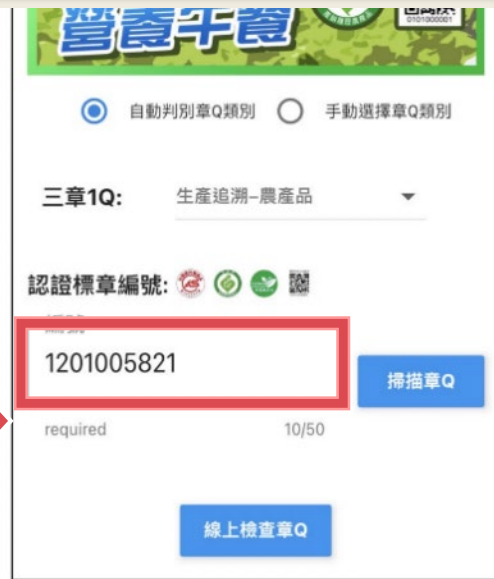 營養午餐
0101000001
自動判別章Q類別 手動選擇章Q類別
三章1Q: 生產追溯–農產品
認證標章編號:
1201005821
掃描章Q
required 10/50
線上檢查章Q